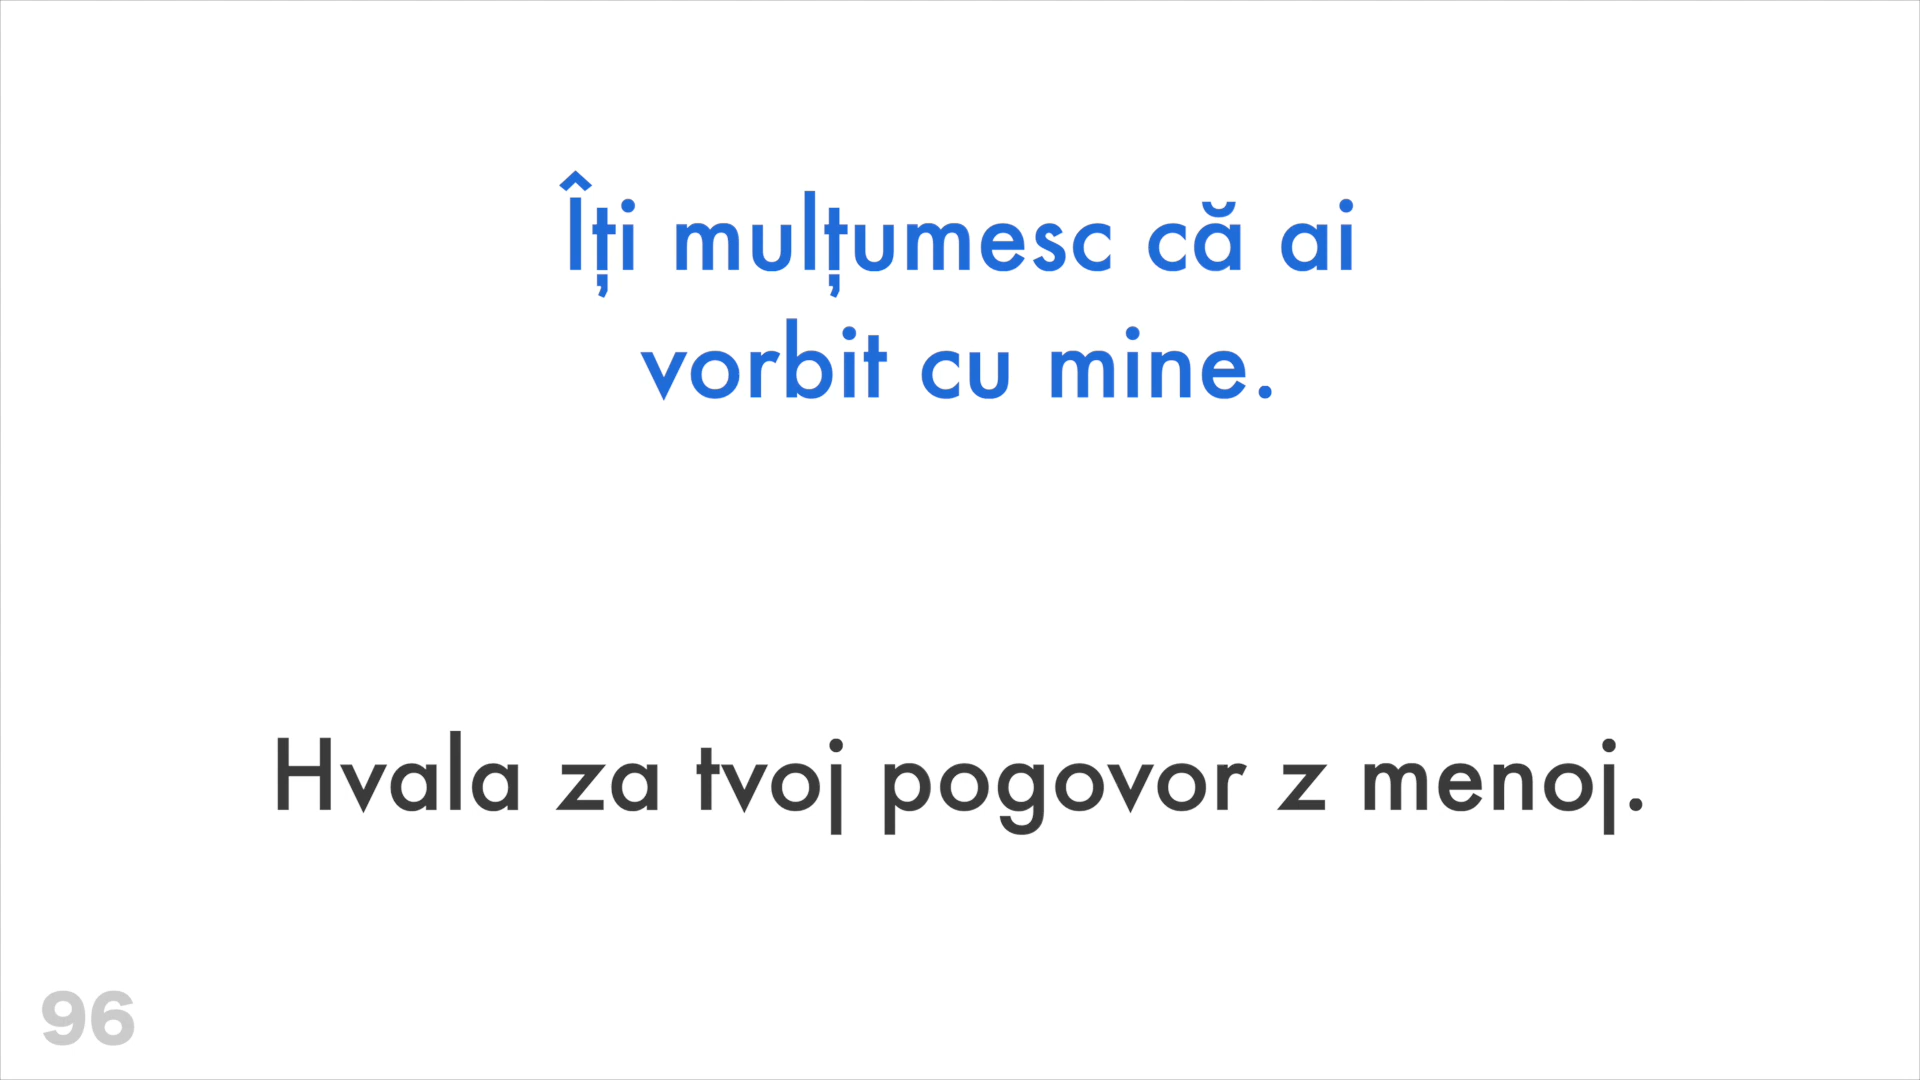 Îți mulțumesc că ai
vorbit cu mine.
Hvala za tvoj pogovor z menoj.
96